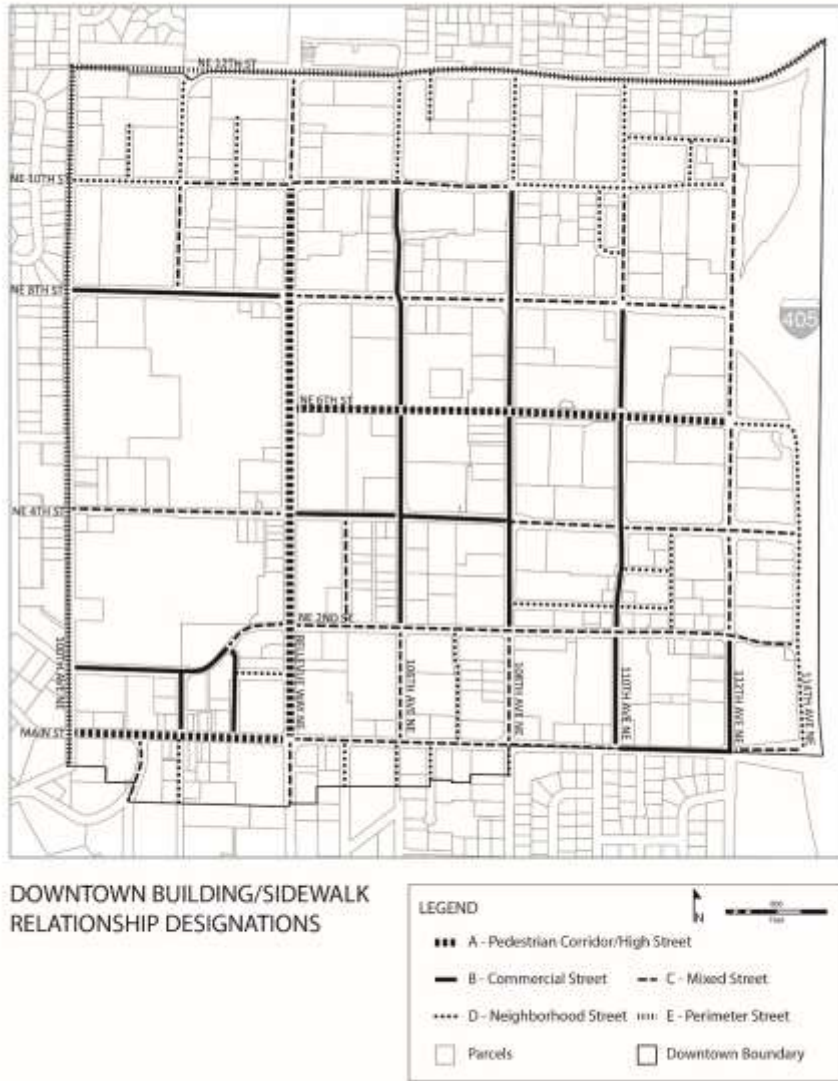 NE 12TH ST
NE 10TH ST
NE 8TH ST
405
NE 6TH ST
NE 4TH ST
NE 2ND ST
100TH AVE NE
BELLEVUE WAY NE
106TH AVE NE
108TH AVE NE
110TH AVE NE
112TH AVE NE
114TH AVE NE
MAIN ST
DOWNTOWN BUILDING/SIDEWALK
RELATIONSHIP DESIGNATIONS
LEGEND
N
A - Pedestrian Corridor/High Street
B - Commercial Street
C - Mixed Street
D - Neighborhood Street
E - Perimeter Street
Parcels
Downtown Boundary